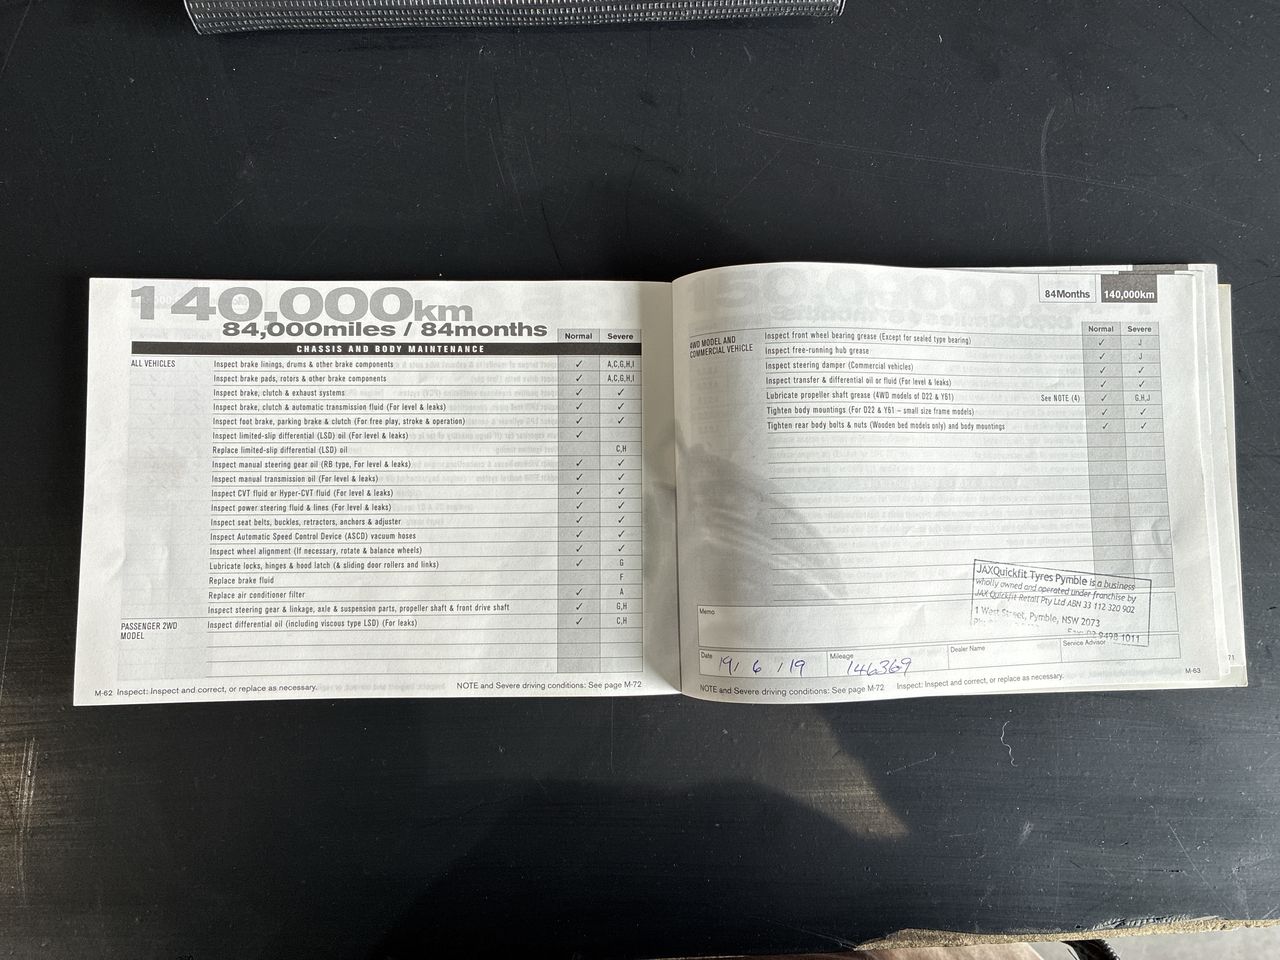 140,000km
84,000miles / 84months
Normal Severe
CHASSIS AND BODY MAINTENANCE
ALL VEHICLES Inspect brake linings, drums & other brake components ✓ A,C,G,H,I
Inspect brake pads, rotors & other brake components ✓ A,C,G,H,I
Inspect brake, clutch & exhaust systems ✓ ✓
Inspect brake, clutch & automatic transmission fluid (For level & leaks) ✓ ✓
Inspect foot brake, parking brake & clutch (For free play, stroke & operation) ✓ ✓
Inspect limited-slip differential (LSD) oil (For level & leaks) ✓
Replace limited-slip differential (LSD) oil C,H
Inspect manual steering gear oil (RB type, For level & leaks) ✓ ✓
Inspect manual transmission oil (For level & leaks) ✓ ✓
Inspect CVT fluid or Hyper-CVT fluid (For level & leaks) ✓ ✓
Inspect power steering fluid & lines (For level & leaks) ✓ ✓
Inspect seat belts, buckles, retractors, anchors & adjuster ✓ ✓
Inspect Automatic Speed Control Device (ASCD) vacuum hoses ✓ ✓
Inspect wheel alignment (If necessary, rotate & balance wheels) ✓ ✓
Lubricate locks, hinges & hood latch (& sliding door rollers and links) ✓ G
Replace brake fluid F
Replace air conditioner filter ✓ A
Inspect steering gear & linkage, axle & suspension parts, propeller shaft & front drive shaft ✓ G,H
PASSENGER 2WD MODEL Inspect differential oil (including viscous type LSD) (For leaks) ✓ C,H
M-62 Inspect: Inspect and correct, or replace as necessary. NOTE and Severe driving conditions: See page M-72
84Months 140,000km
Normal Severe
4WD MODEL AND COMMERCIAL VEHICLE Inspect front wheel bearing grease (Except for sealed type bearing) ✓ J
Inspect free-running hub grease ✓ J
Inspect steering damper (Commercial vehicles) ✓ ✓
Inspect transfer & differential oil or fluid (For level & leaks) ✓ ✓
Lubricate propeller shaft grease (4WD models of D22 & Y61) See NOTE (4) ✓ G,H,J
Tighten body mountings (For D22 & Y61 – small size frame models) ✓ ✓
Tighten rear body bolts & nuts (Wooden bed models only) and body mountings ✓ ✓
JAXQuickfit Tyres Pymble is a business
wholly owned and operated under franchise by
JAX Quickfit Retail Pty Ltd ABN 33 112 320 902
1 West Street, Pymble, NSW 2073
Fax: 02 9498 1011
Memo
Date 19/ 6 / 19 Mileage 146369 Dealer Name Service Advisor
NOTE and Severe driving conditions: See page M-72 Inspect: Inspect and correct, or replace as necessary. M-63
71